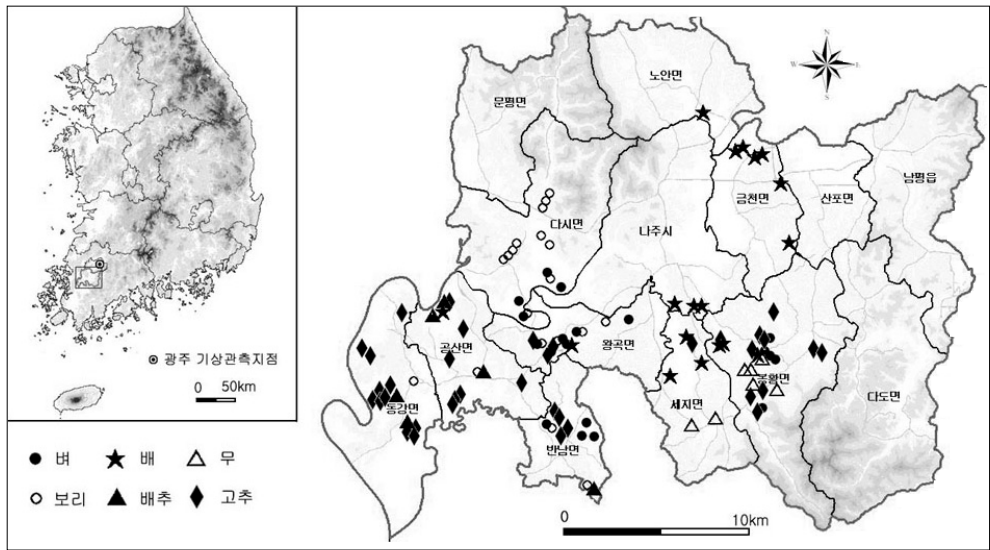 광주 기상관측지점
0 50km
벼 배 무
보리 배추 고추
노안면
문평면
남평읍
금천면
산포면
다시면
나주시
공산면
왕곡면
봉황면
다도면
세지면
동강면
반남면
N
W E
S
0 10km